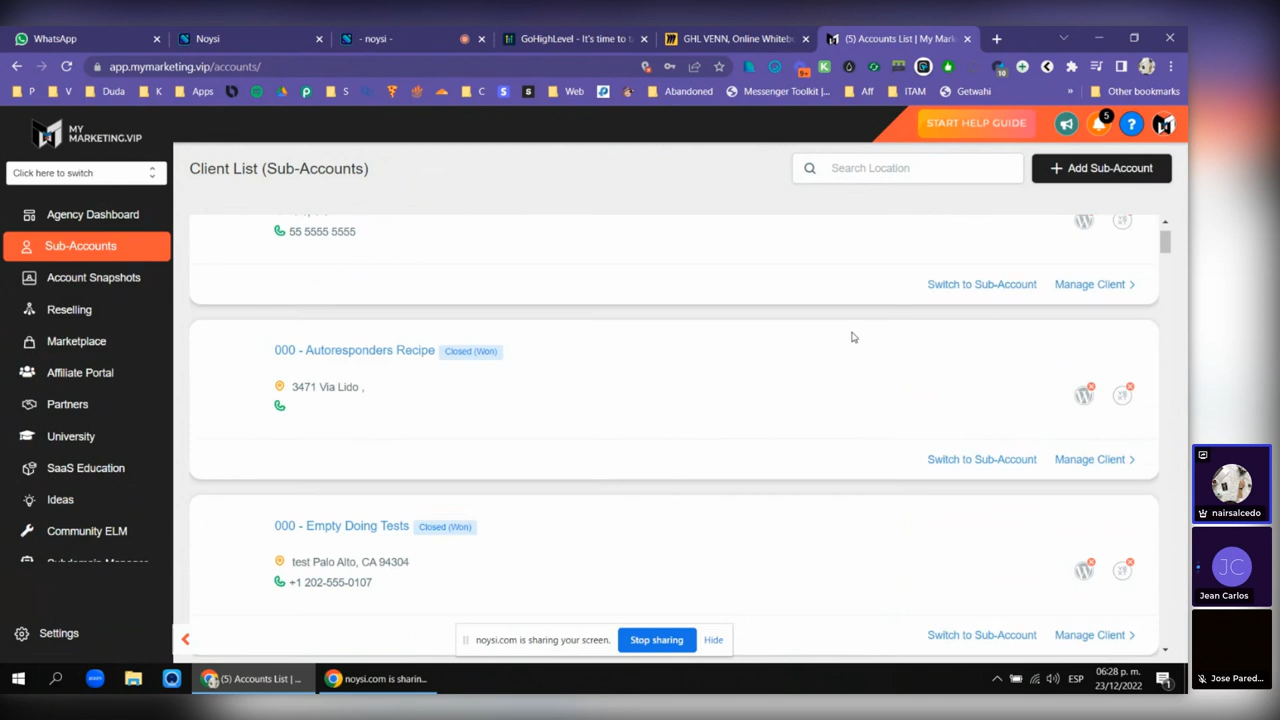 WhatsApp
Noysi
- noysi -
GoHighLevel - It's time to ta
GHL VENN, Online Whitebo
(5) Accounts List | My Mark
app.mymarketing.vip/accounts/
9+
K
10
P
V
Duda
K
Apps
S
C
Web
Abandoned
Messenger Toolkit |...
Aff
ITAM
Getwahi
»
Other bookmarks
MY
MARKETING.VIP
START HELP GUIDE
5
?
Click here to switch
Client List (Sub-Accounts)
Search Location
+ Add Sub-Account
Agency Dashboard
Sub-Accounts
Account Snapshots
Reselling
Marketplace
Affiliate Portal
Partners
University
SaaS Education
Ideas
Community ELM
Settings
55 5555 5555
Switch to Sub-Account
Manage Client
000 - Autoresponders Recipe
Closed (Won)
3471 Via Lido ,
Switch to Sub-Account
Manage Client
000 - Empty Doing Tests
Closed (Won)
test Palo Alto, CA 94304
+1 202-555-0107
Switch to Sub-Account
Manage Client
noysi.com is sharing your screen.
Stop sharing
Hide
nairsalcedo
JC
Jean Carlos
Jose Pared...
zoom
(5) Accounts List | ...
noysi.com is sharin...
ESP
06:28 p. m.
23/12/2022
1